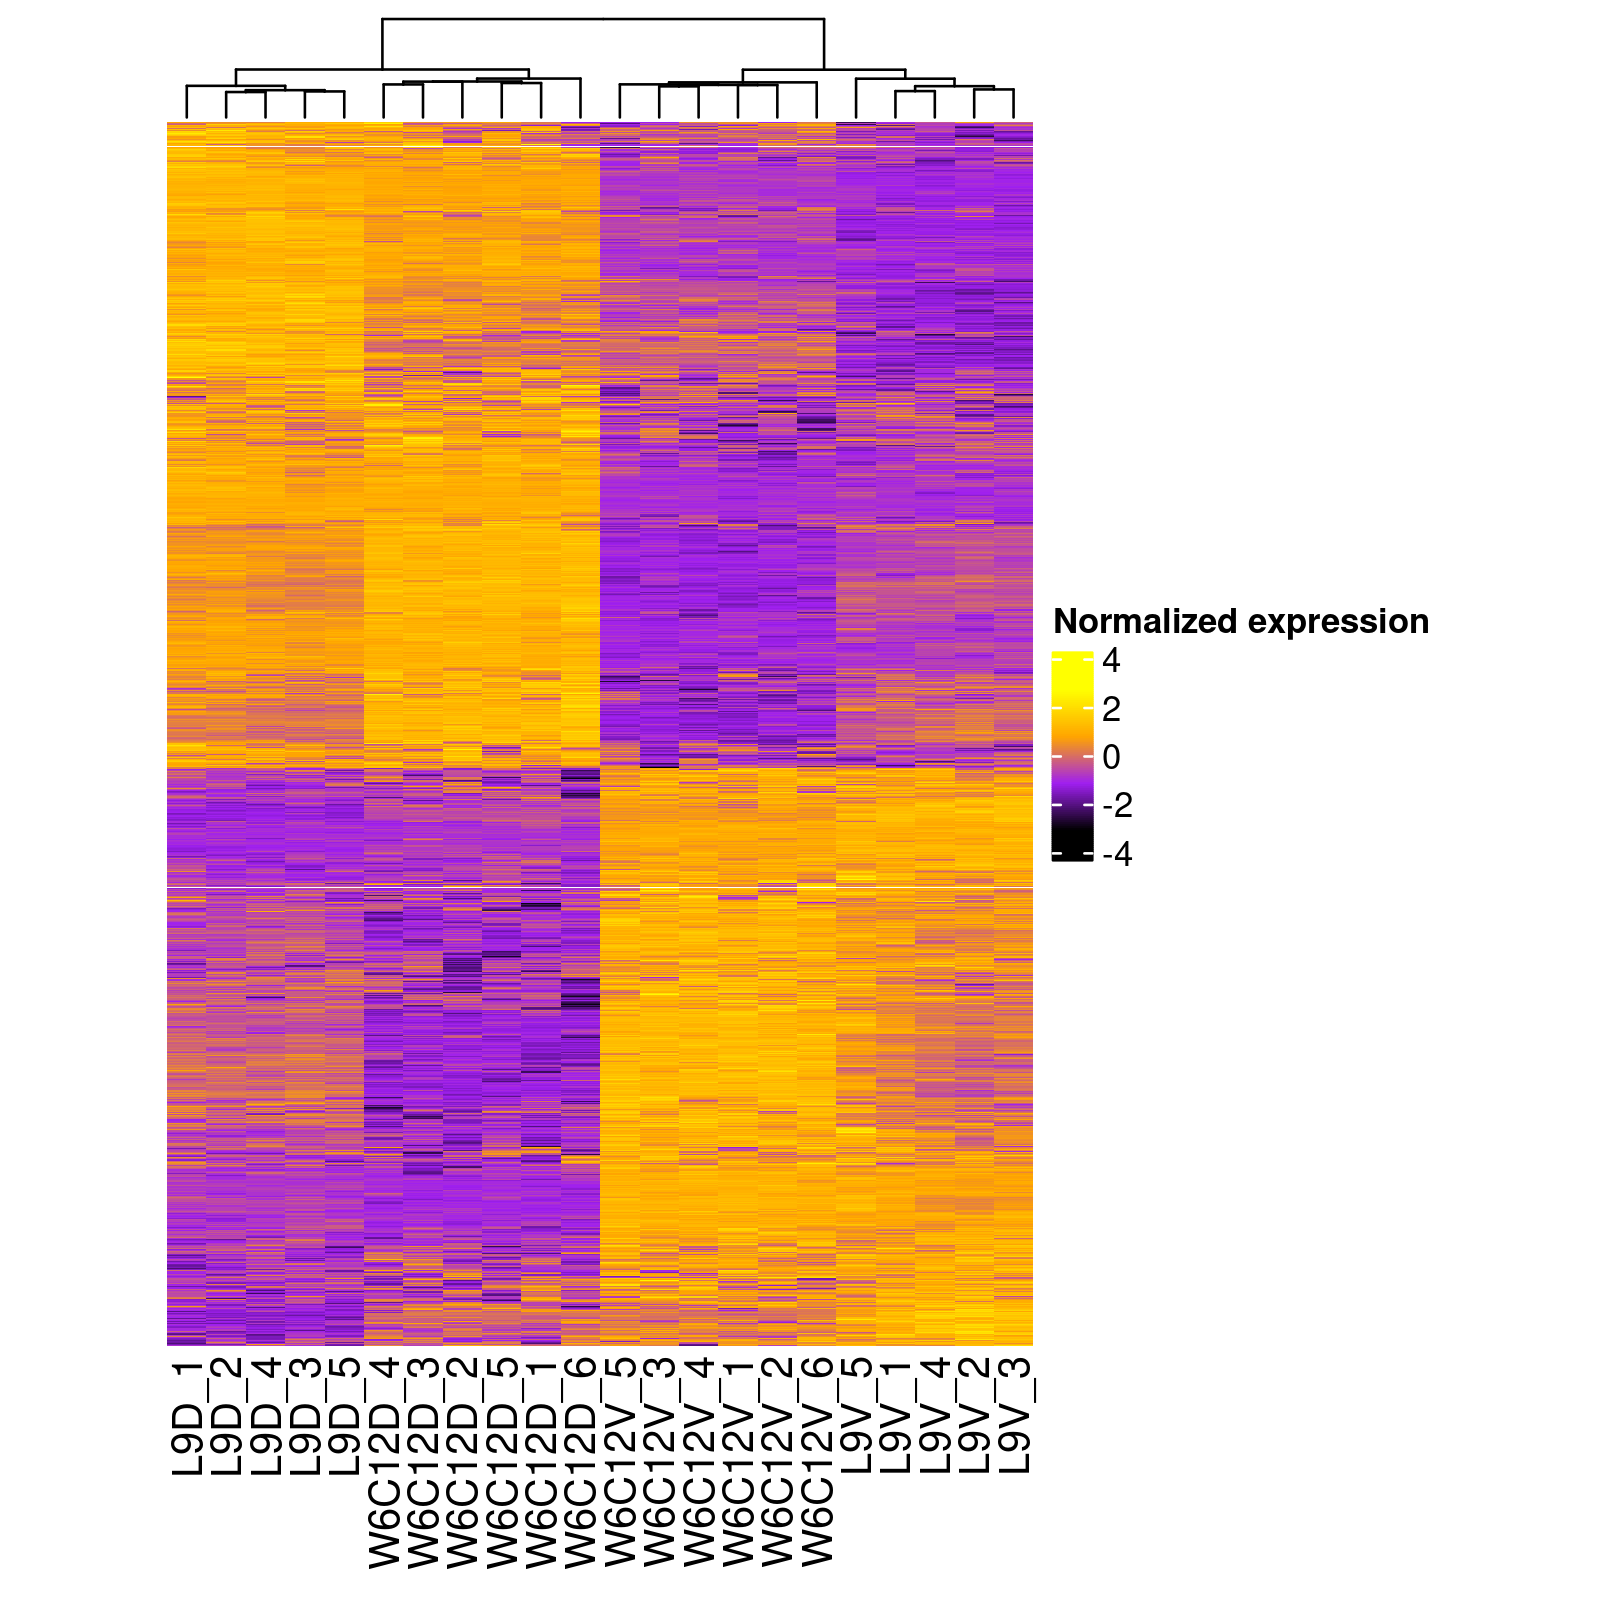 Normalized expression
4
2
0
-2
-4
L9D_1
L9D_2
L9D_4
L9D_3
L9D_5
W6C12D_4
W6C12D_3
W6C12D_2
W6C12D_5
W6C12D_1
W6C12D_6
W6C12V_5
W6C12V_3
W6C12V_4
W6C12V_1
W6C12V_2
W6C12V_6
L9V_5
L9V_1
L9V_4
L9V_2
L9V_3